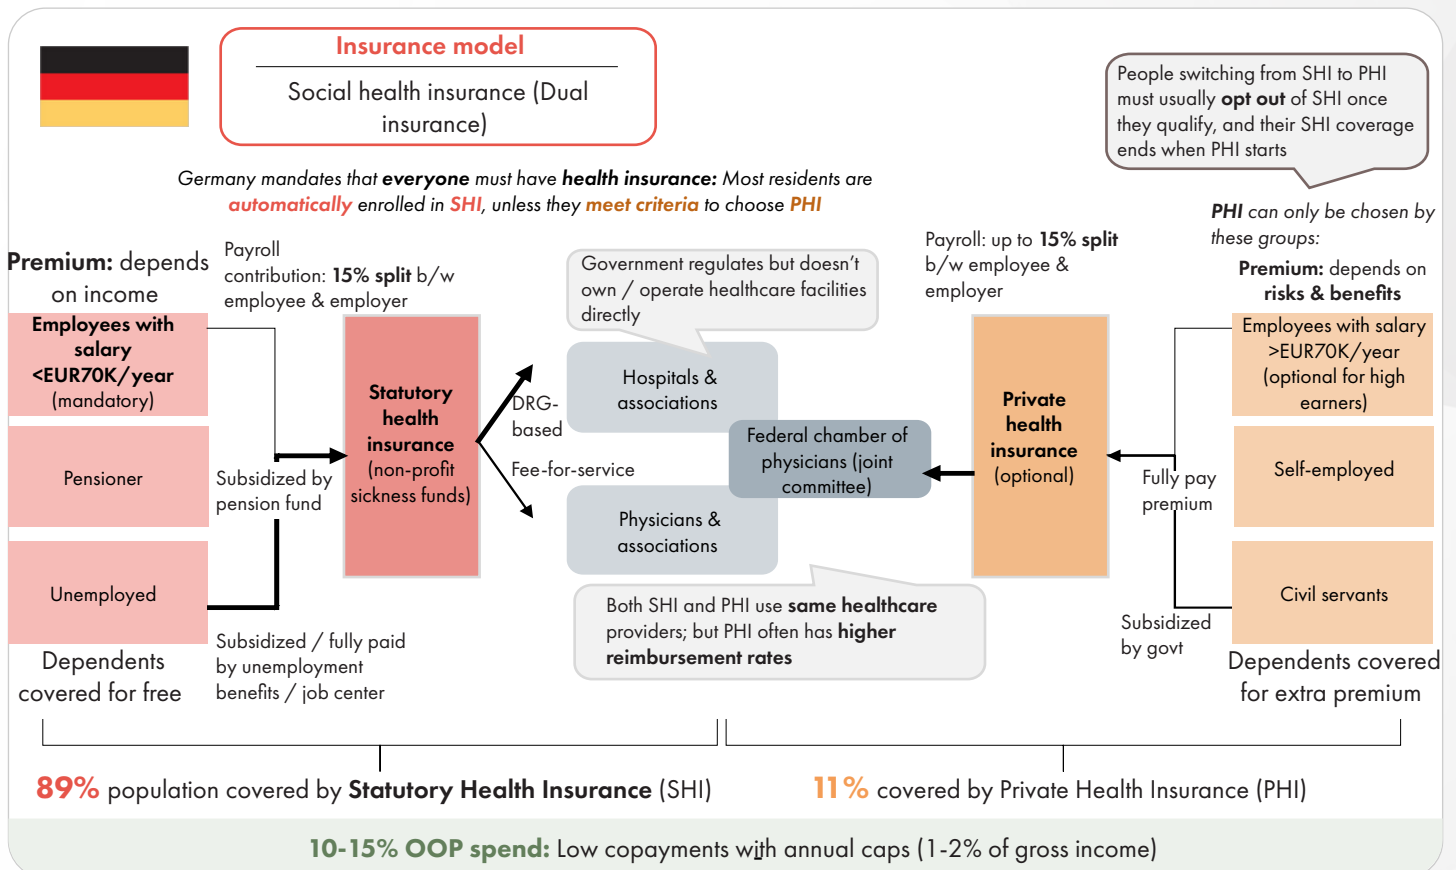 Insurance model
Social health insurance (Dual
insurance)
People switching from SHI to PHI
must usually opt out of SHI once
they qualify, and their SHI coverage
ends when PHI starts
Germany mandates that everyone must have health insurance: Most residents are
automatically enrolled in SHI, unless they meet criteria to choose PHI
PHI can only be chosen by
these groups:
Premium: depends
on income
Payroll
contribution: 15% split b/w
employee & employer
Government regulates but doesn't
own / operate healthcare facilities
directly
Payroll: up to 15% split
b/w employee &
employer
Premium: depends on
risks & benefits
Employees with
salary
<EUR70K/year
(mandatory)
Pensioner
Unemployed
Dependents
covered for free
Subsidized by
pension fund
Subsidized / fully paid
by unemployment
benefits / job center
Statutory
health
insurance
(non-profit
sickness funds)
DRG-
based
Fee-for-service
Hospitals &
associations
Federal chamber of
physicians (joint
committee)
Physicians &
associations
Both SHI and PHI use same healthcare
providers; but PHI often has higher
reimbursement rates
Private
health
insurance
(optional)
Fully pay
premium
Subsidized
by govt
Employees with salary
>EUR70K/year
(optional for high
earners)
Self-employed
Civil servants
Dependents covered
for extra premium
89% population covered by Statutory Health Insurance (SHI)
11% covered by Private Health Insurance (PHI)
10-15% OOP spend: Low copayments with annual caps (1-2% of gross income)